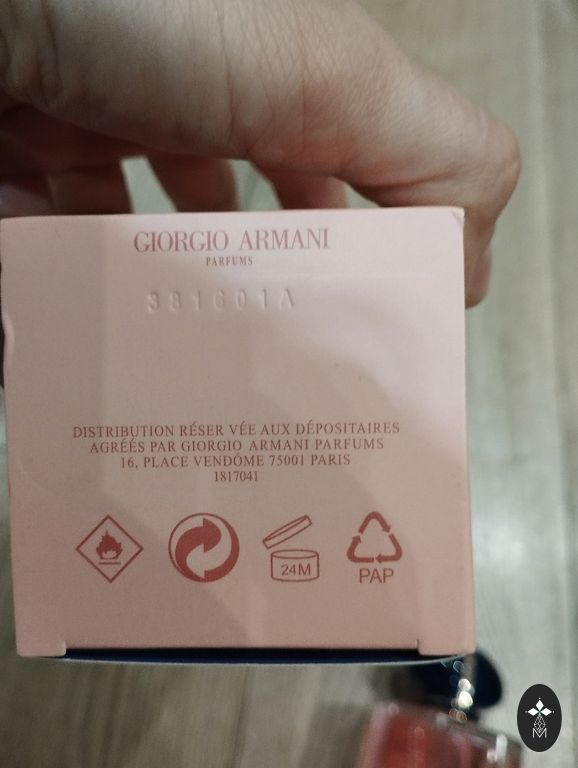 GIORGIO ARMANI
PARFUMS
381601A
DISTRIBUTION RÉSER VÉE AUX DÉPOSITAIRES
AGRÉÉS PAR GIORGIO ARMANI PARFUMS
16, PLACE VENDÔME 75001 PARIS
1817041
24M
PAP
M